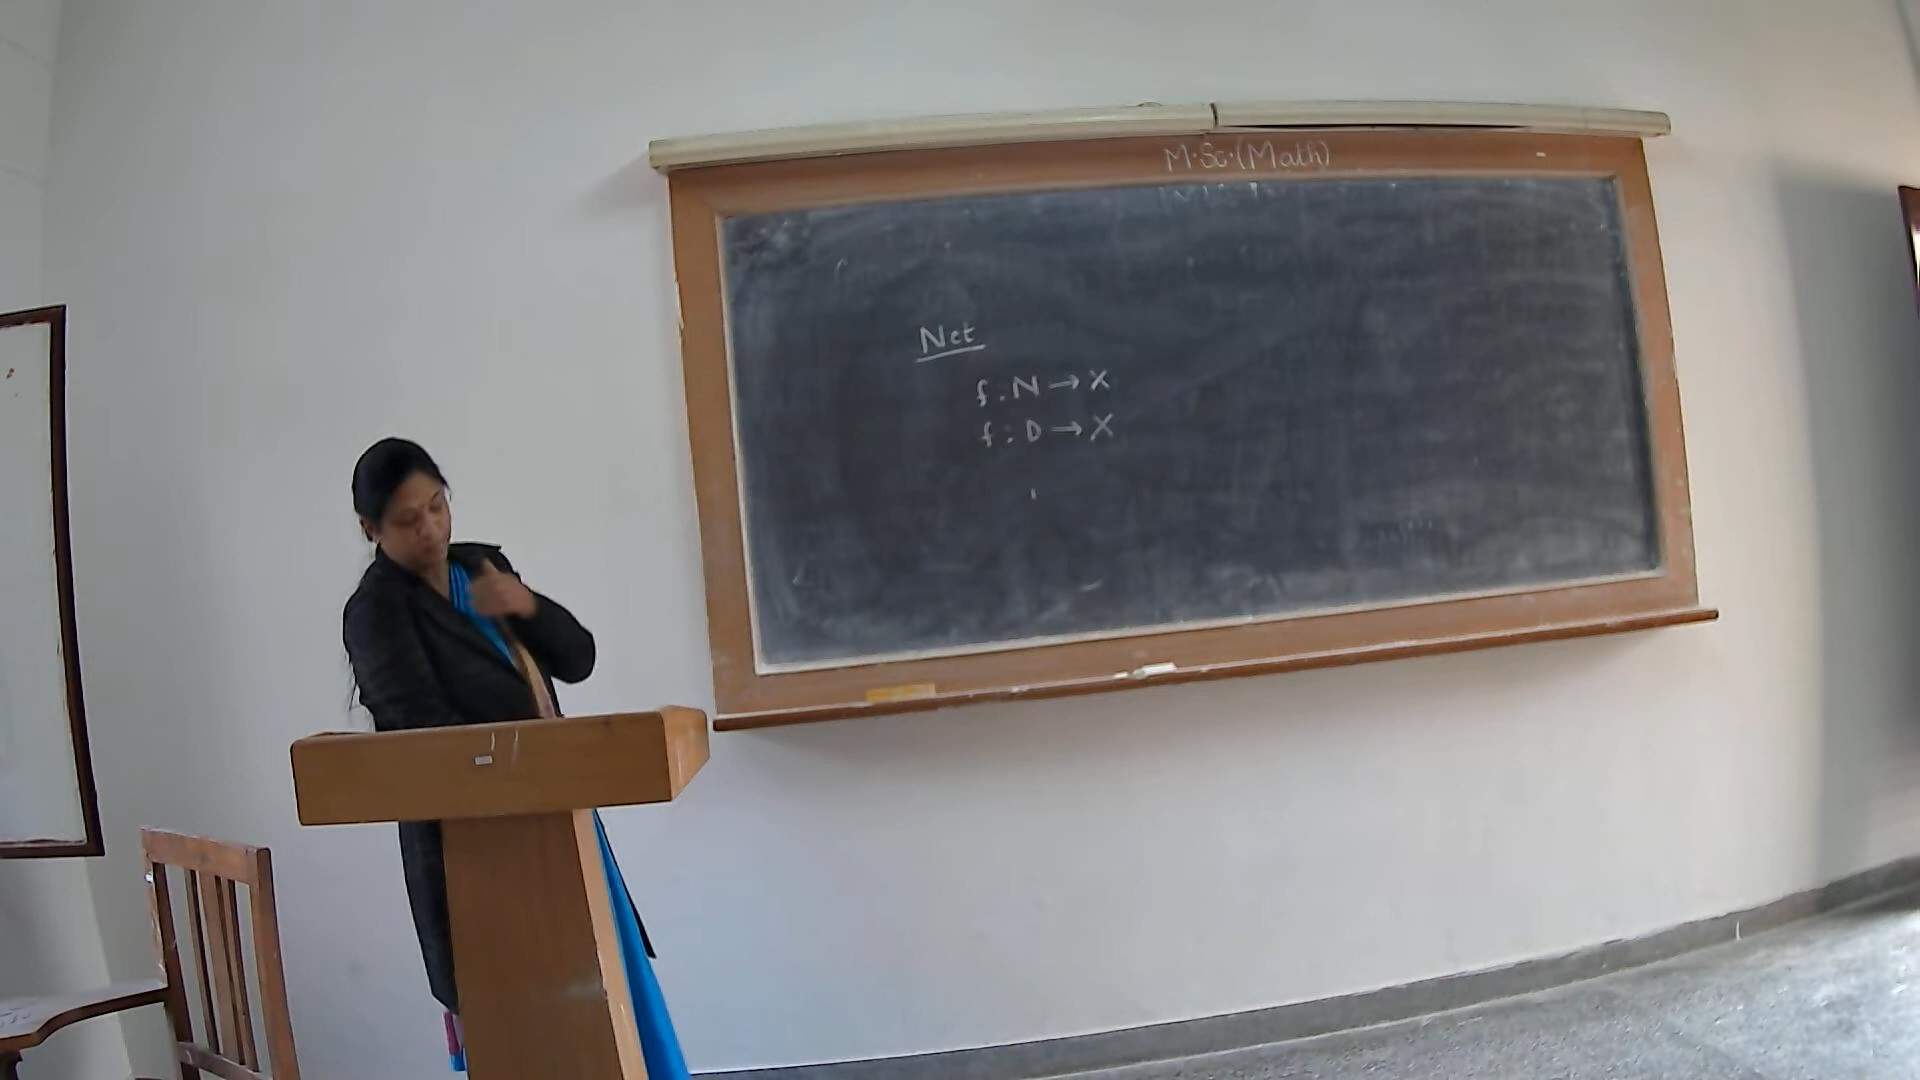 M.Sc.(Math)
Net
f: N → X
f: D → X